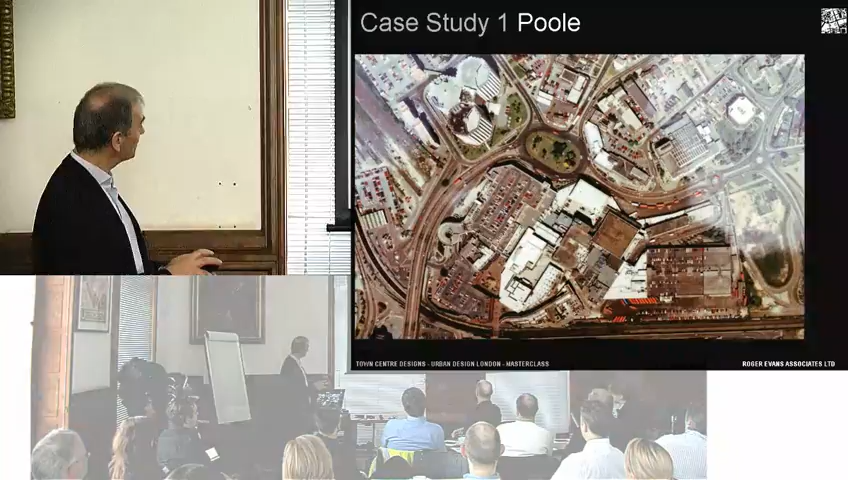 Case Study 1 Poole
TOWN CENTRE DESIGNS - URBAN DESIGN LONDON - MASTERCLASS
ROGER EVANS ASSOCIATES LTD